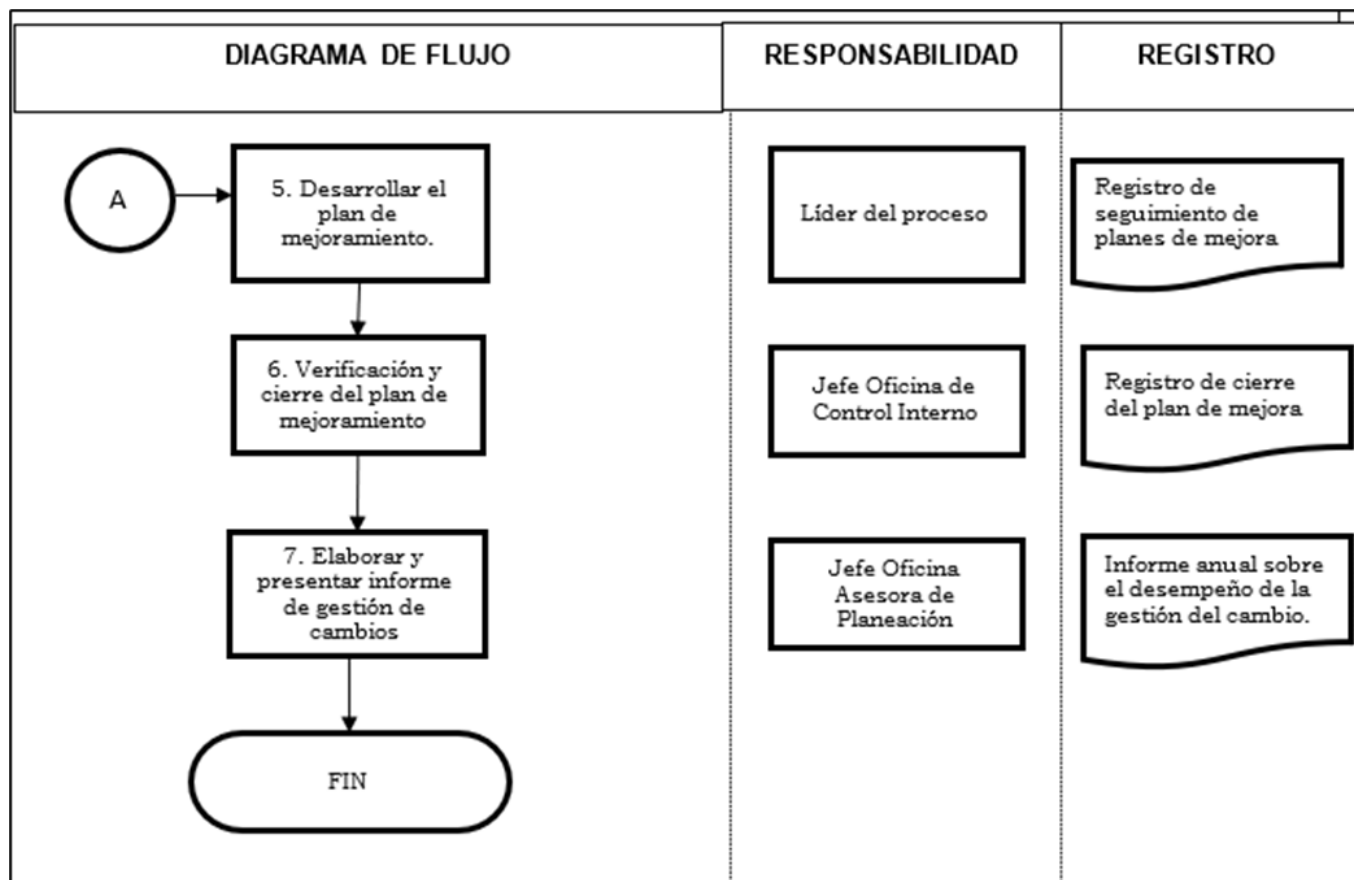 DIAGRAMA DE FLUJO
RESPONSABILIDAD
REGISTRO
A
5. Desarrollar el
plan de
mejoramiento.
Líder del proceso
Registro de
seguimiento de
planes de mejora
6. Verificación y
cierre del plan de
mejoramiento
Jefe Oficina de
Control Interno
Registro de cierre
del plan de mejora
7. Elaborar y
presentar informe
de gestión de
cambios
Jefe Oficina
Asesora de
Planeación
Informe anual sobre
el desempeño de la
gestión del cambio.
FIN